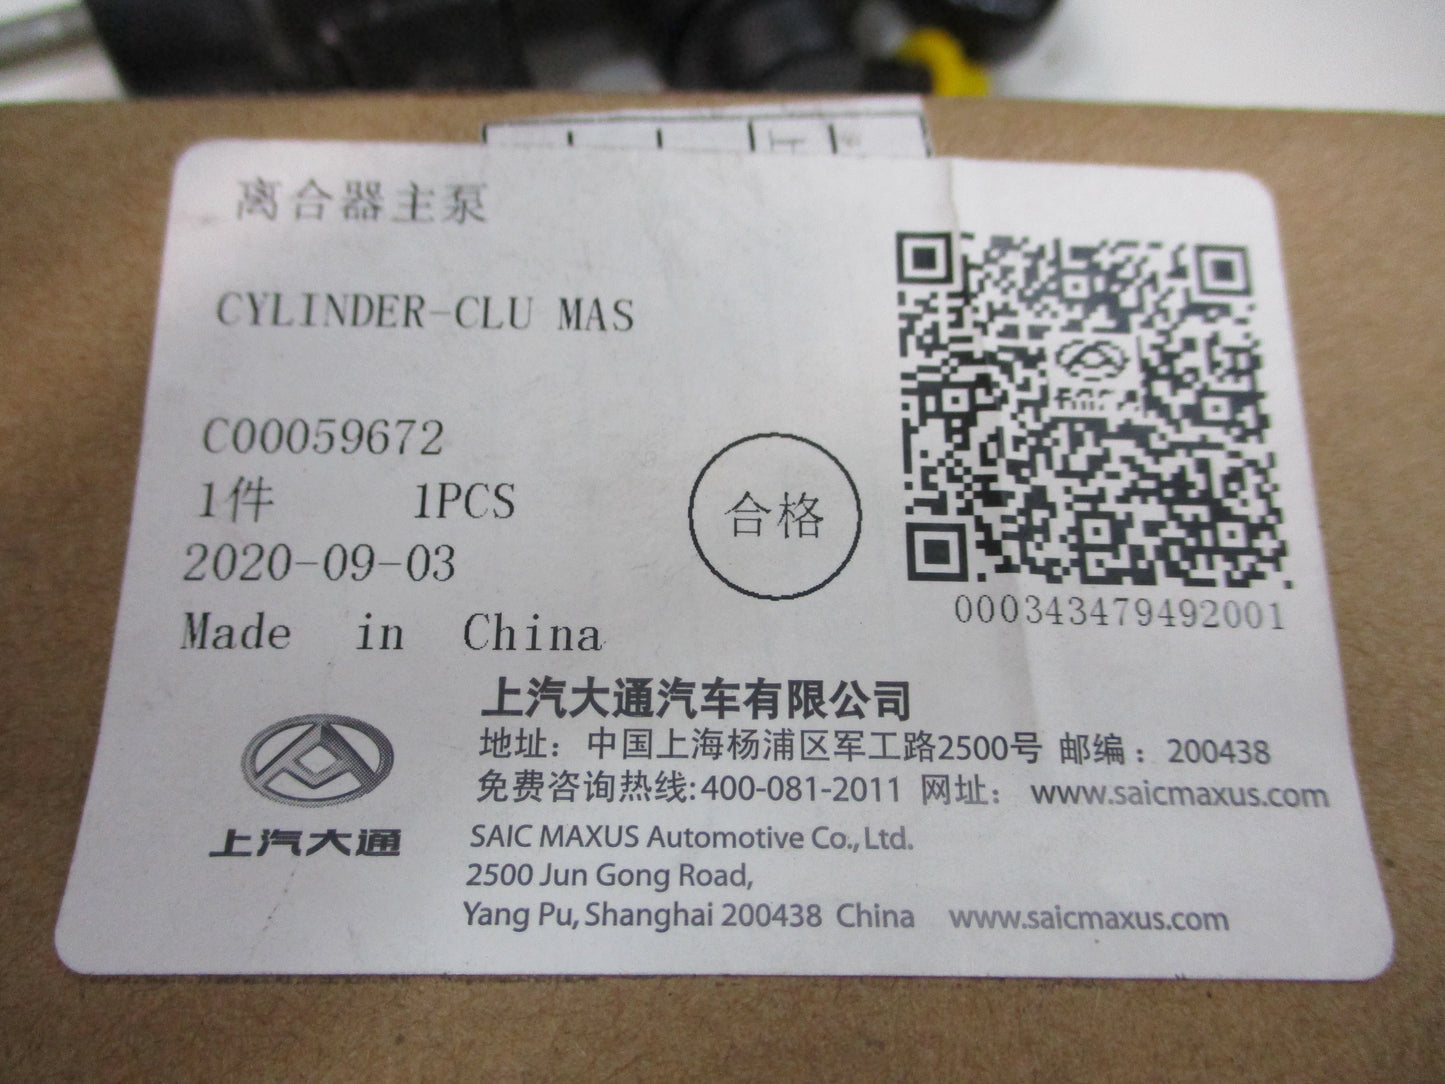 离合器主泵
CYLINDER-CLU MAS
C00059672
1件 1PCS
2020-09-03
Made in China
合格
000343479492001
上汽大通汽车有限公司
地址：中国上海杨浦区军工路2500号 邮编：200438
免费咨询热线:400-081-2011 网址：www.saicmaxus.com
上汽大通
SAIC MAXUS Automotive Co., Ltd.
2500 Jun Gong Road,
Yang Pu, Shanghai 200438 China www.saicmaxus.com